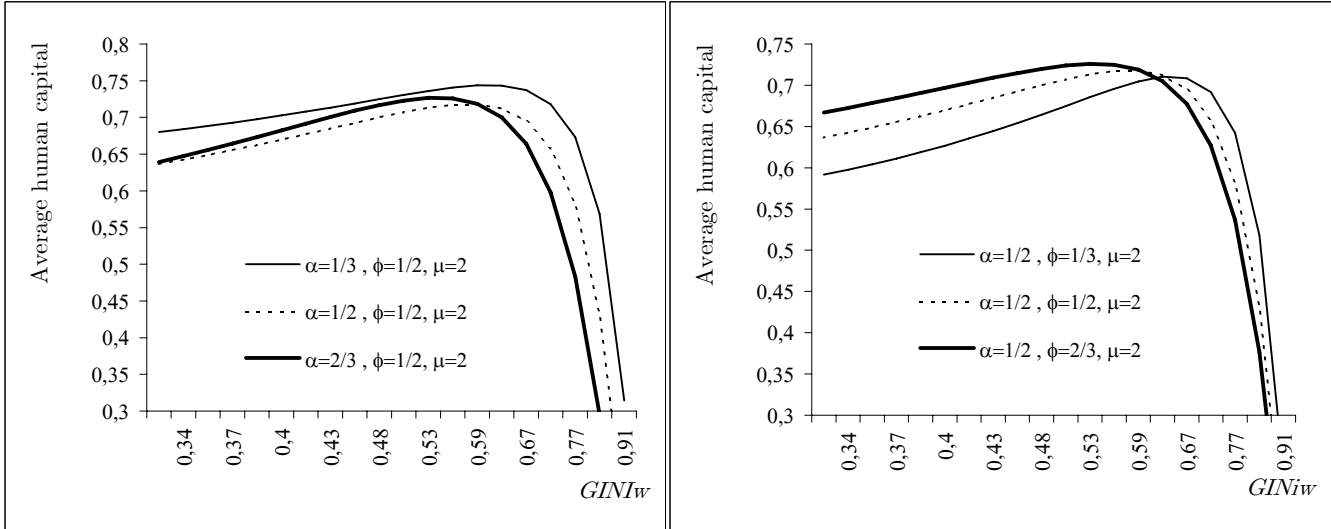 Average human capital
0,8
0,75
0,7
0,65
0,6
0,55
0,5
0,45
0,4
0,35
0,3
α=1/3 , ϕ=1/2, μ=2
α=1/2 , ϕ=1/2, μ=2
α=2/3 , ϕ=1/2, μ=2
0,34 0,37 0,4 0,43 0,48 0,53 0,59 0,67 0,77 0,91
GINIw
Average human capital
0,75
0,7
0,65
0,6
0,55
0,5
0,45
0,4
0,35
0,3
α=1/2 , ϕ=1/3, μ=2
α=1/2 , ϕ=1/2, μ=2
α=1/2 , ϕ=2/3, μ=2
0,34 0,37 0,4 0,43 0,48 0,53 0,59 0,67 0,77 0,91
GINiw